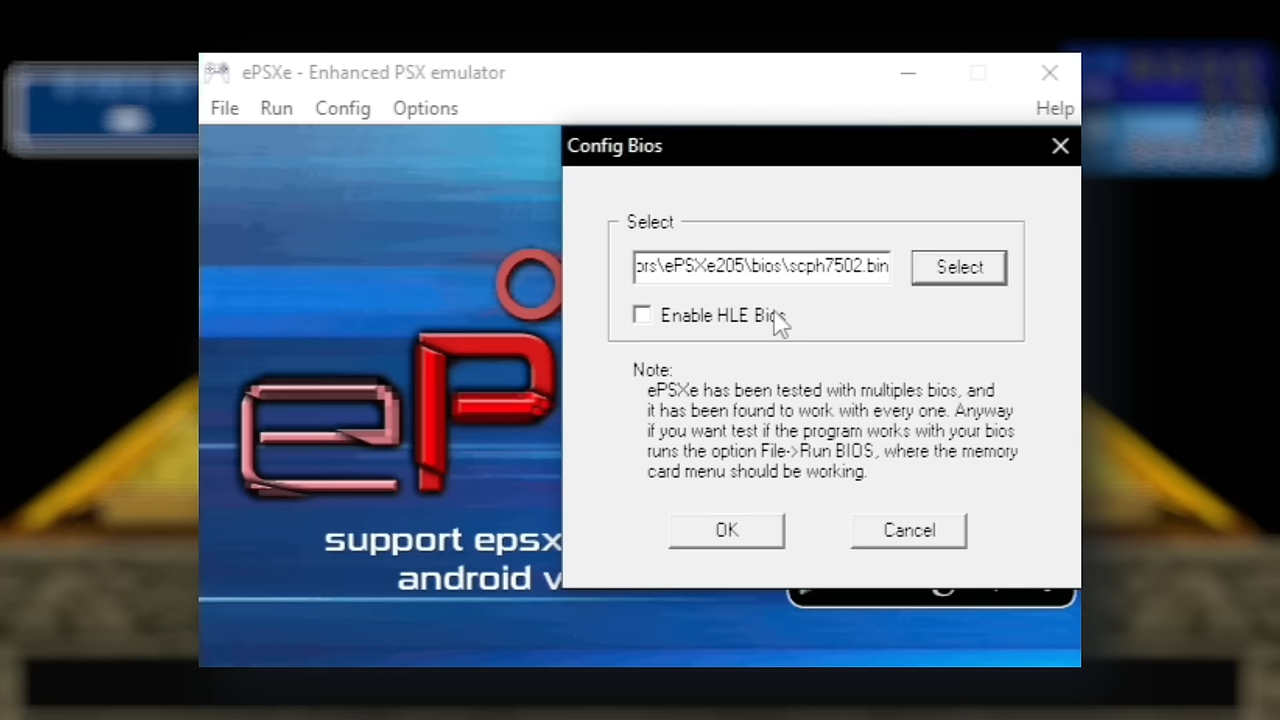 ePSXe - Enhanced PSX emulator
File Run Config Options Help
Config Bios
Select
ors\ePSXe205\bios\scph7502.bin Select
Enable HLE Bios
Note:
ePSXe has been tested with multiples bios, and
it has been found to work with every one. Anyway
if you want test if the program works with your bios
runs the option File->Run BIOS, where the memory
card menu should be working.
OK Cancel
eP
support epsx
android v